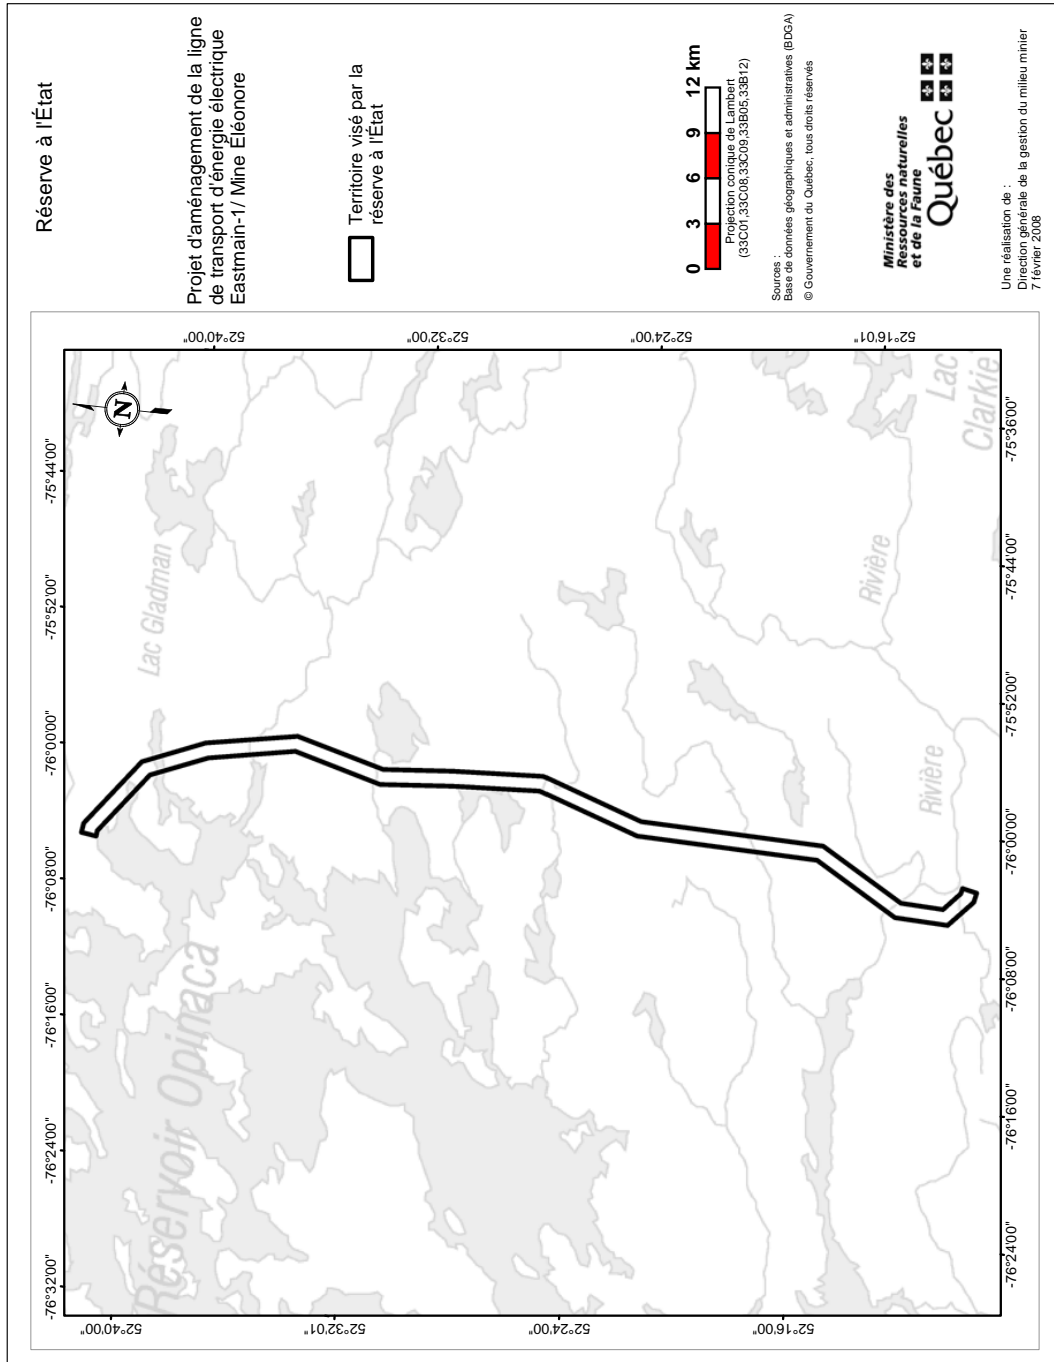 Réserve à l'État
Projet d'aménagement de la ligne
de transport d'énergie électrique
Eastmain-1/ Mine Éléonore
Territoire visé par la
réserve à l'État
0 3 6 9 12 km
Projection conique de Lambert
(33C01,33C08,33C09,33B05,33B12)
Sources :
Base de données géographiques et administratives (BDGA)
© Gouvernement du Québec, tous droits réservés
Ministère des
Ressources naturelles
et de la Faune
Québec
Une réalisation de :
Direction générale de la gestion du milieu minier
7 février 2008
-76°32'00" -76°24'00" -76°16'00" -76°08'00" -76°00'00" -75°52'00" -75°44'00"
52°40'00"
52°32'01"
52°24'00"
52°16'00"
52°40'00"
52°32'00"
52°24'00"
52°16'01"
N
Réservoir Opinaca
Lac Gladman
Rivière
Rivière
Lac
Clarkie
-76°24'00" -76°16'00" -76°08'00" -76°00'00" -75°52'00" -75°44'00" -75°36'00"